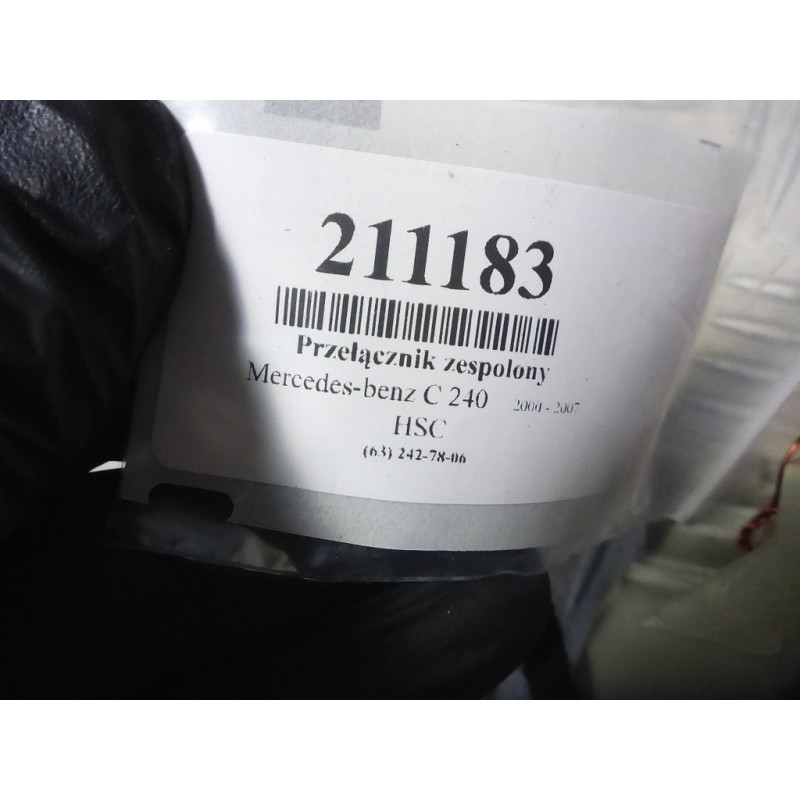 211183
Przełącznik zespolony
Mercedes-benz C 240 2000 - 2007
HSC
(63) 242-78-06